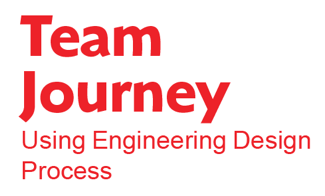 Team
Journey
Using Engineering Design
Process